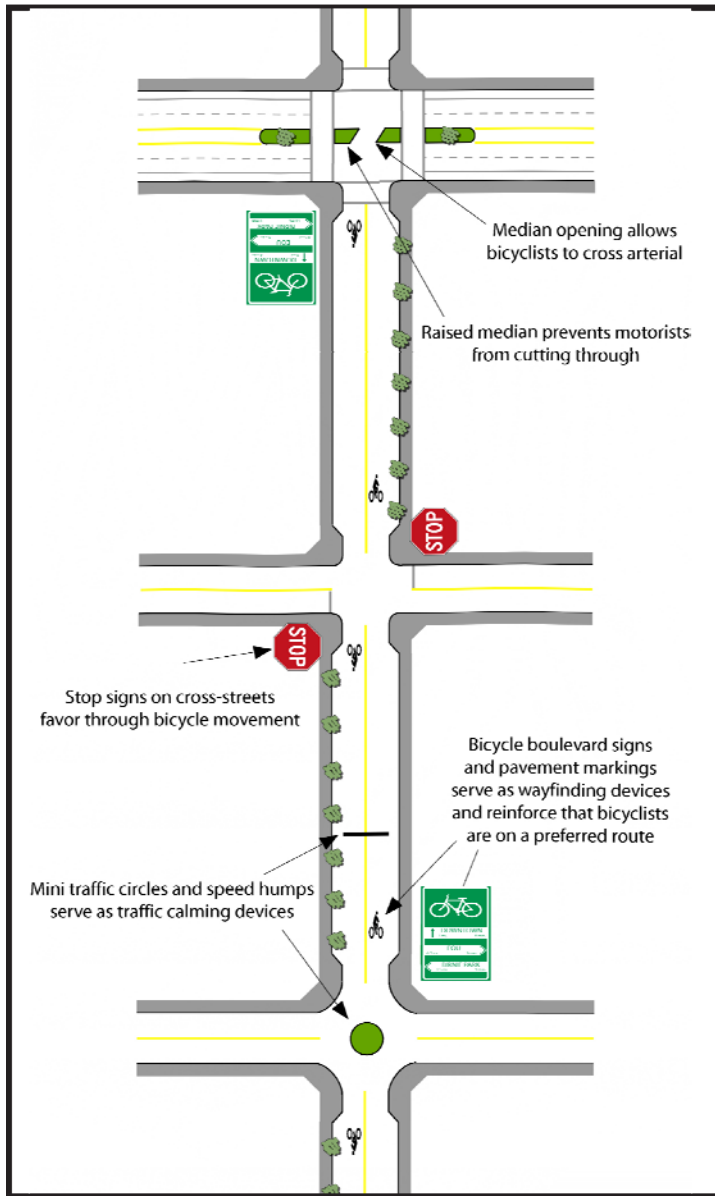 Median opening allows
bicyclists to cross arterial
Raised median prevents motorists
from cutting through
DOWNTOWN
STOP
STOP
Stop signs on cross-streets
favor through bicycle movement
Bicycle boulevard signs
and pavement markings
serve as wayfinding devices
and reinforce that bicyclists
are on a preferred route
Mini traffic circles and speed humps
serve as traffic calming devices
DOWNTOWN